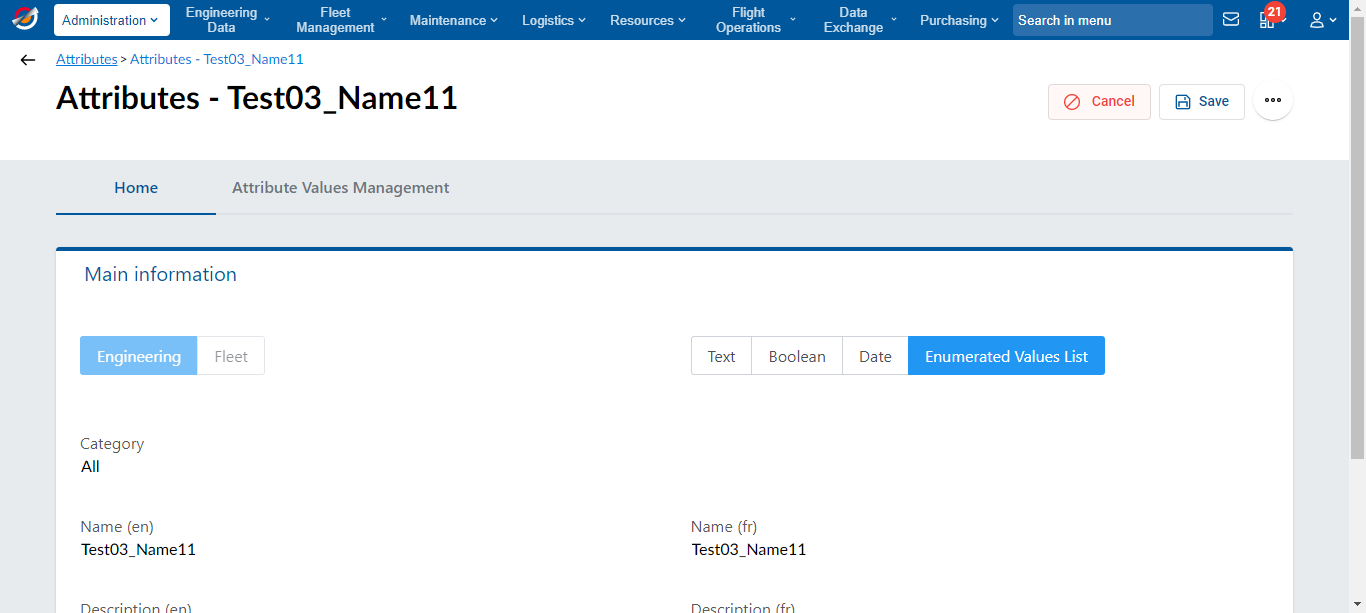 Administration
Engineering
Data
Fleet
Management
Maintenance
Logistics
Resources
Flight
Operations
Data
Exchange
Purchasing
Search in menu
21
Attributes > Attributes - Test03_Name11
Attributes - Test03_Name11
Cancel
Save
Home
Attribute Values Management
Main information
Engineering
Fleet
Text
Boolean
Date
Enumerated Values List
Category
All
Name (en)
Name (fr)
Test03_Name11
Test03_Name11
Description (en)
Description (fr)